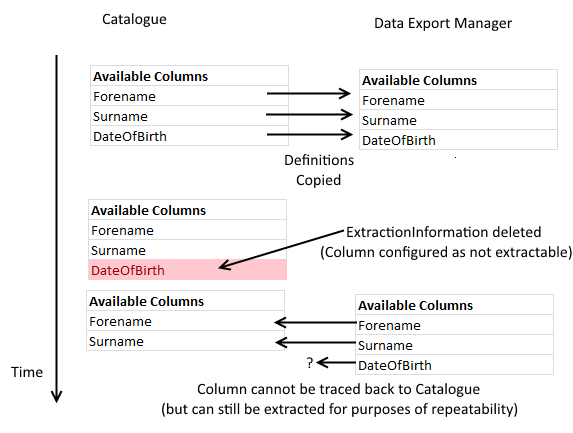 Catalogue
Data Export Manager
Available Columns
Forename
Surname
DateOfBirth
Available Columns
Forename
Surname
DateOfBirth
Definitions
Copied
Available Columns
Forename
Surname
DateOfBirth
ExtractionInformation deleted
(Column configured as not extractable)
Available Columns
Forename
Surname
Available Columns
Forename
Surname
DateOfBirth
?
Time
Column cannot be traced back to Catalogue
(but can still be extracted for purposes of repeatability)